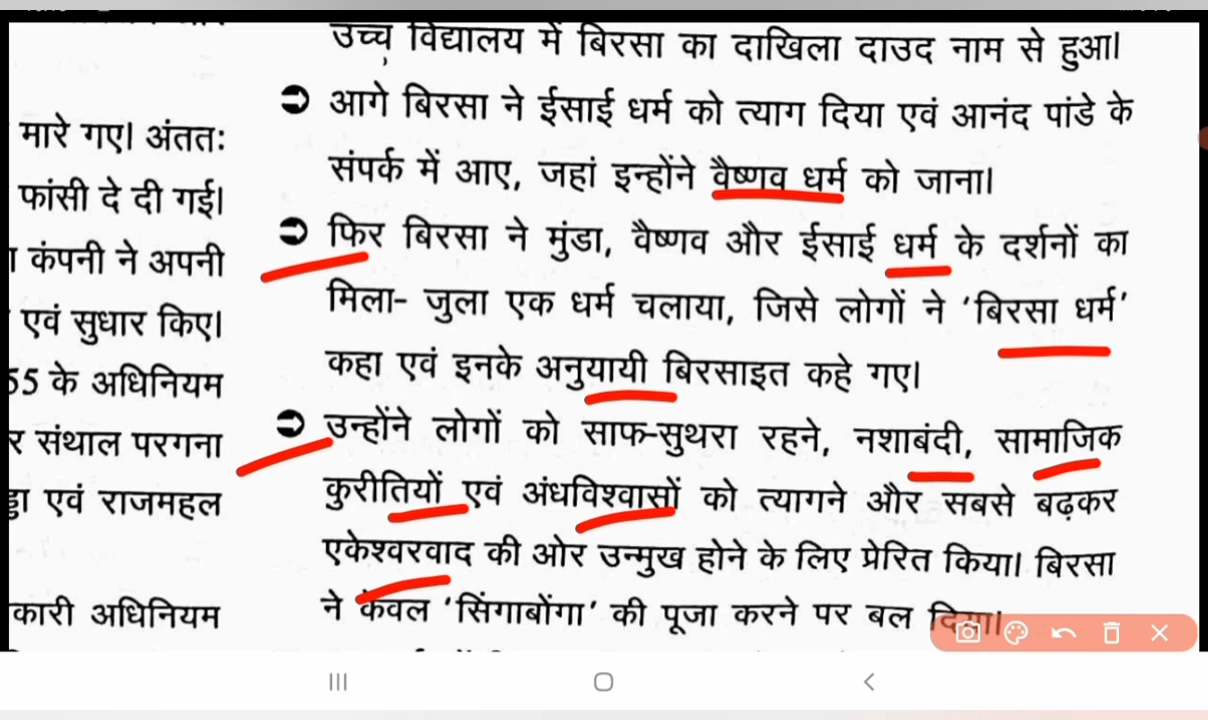 मारे गए। अंततः
फांसी दे दी गई।
कंपनी ने अपनी
एवं सुधार किए।
55 के अधिनियम
र संथाल परगना
एवं राजमहल
कारी अधिनियम
उच्च विद्यालय में बिरसा का दाखिला दाउद नाम से हुआ।
➲ आगे बिरसा ने ईसाई धर्म को त्याग दिया एवं आनंद पांडे के
संपर्क में आए, जहां इन्होंने वैष्णव धर्म को जाना।
➲ फिर बिरसा ने मुंडा, वैष्णव और ईसाई धर्म के दर्शनों का
मिला- जुला एक धर्म चलाया, जिसे लोगों ने ‘बिरसा धर्म’
कहा एवं इनके अनुयायी बिरसाइत कहे गए।
➲ उन्होंने लोगों को साफ-सुथरा रहने, नशाबंदी, सामाजिक
कुरीतियों एवं अंधविश्वासों को त्यागने और सबसे बढ़कर
एकेश्वरवाद की ओर उन्मुख होने के लिए प्रेरित किया। बिरसा
ने केवल ‘सिंगाबोंगा’ की पूजा करने पर बल दिया।